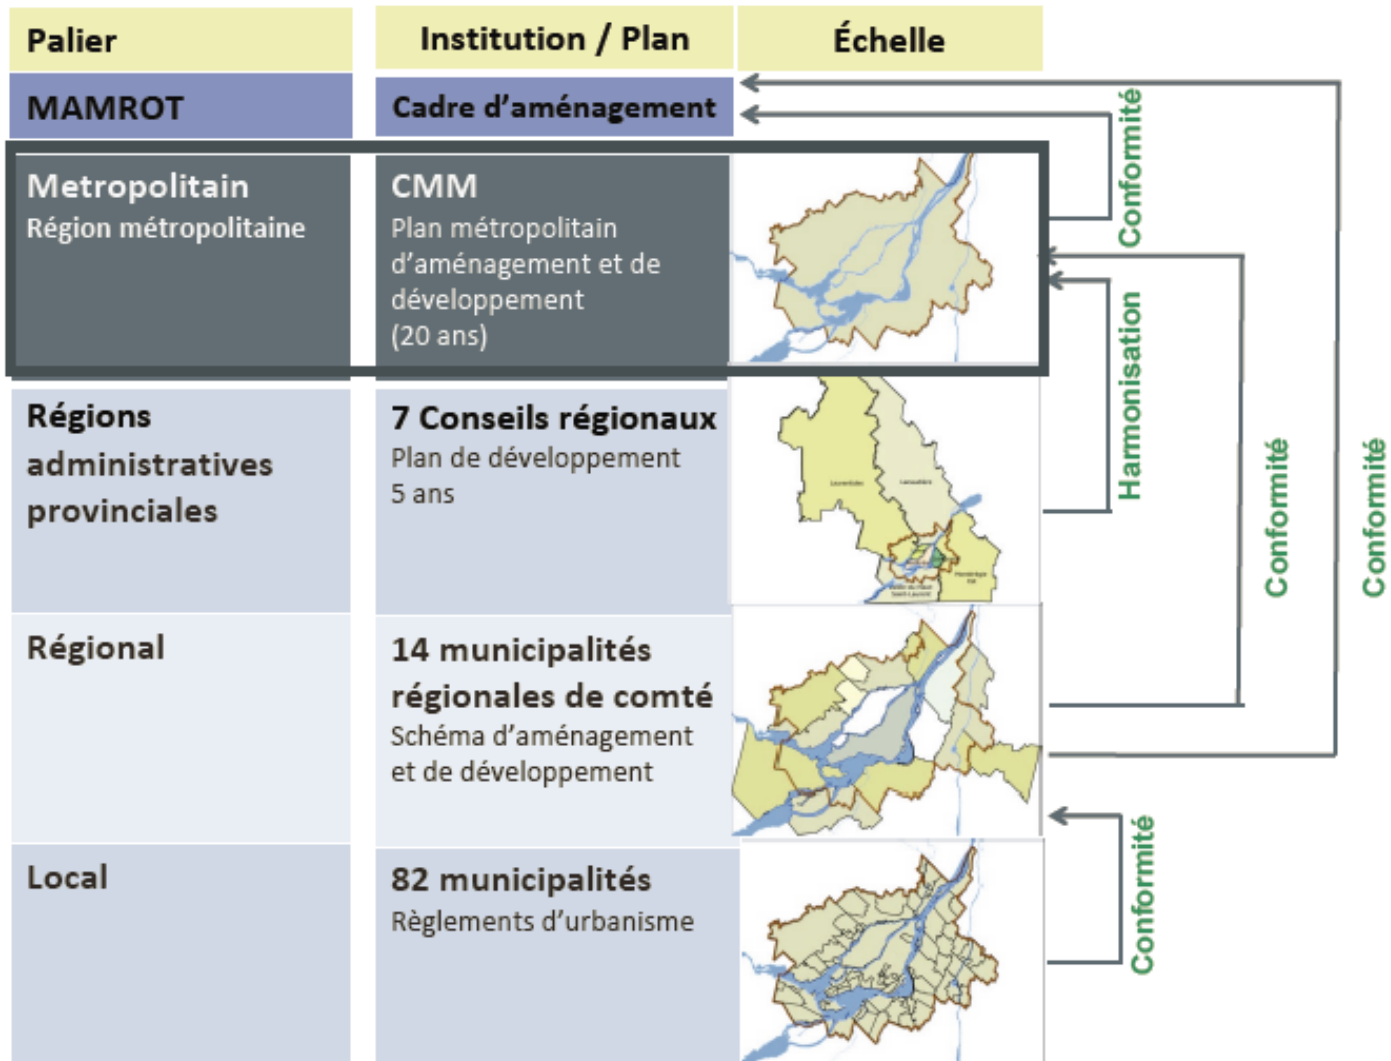 Palier
Institution / Plan
Échelle
MAMROT
Cadre d'aménagement
Metropolitain
Région métropolitaine
CMM
Plan métropolitain
d'aménagement et de
développement
(20 ans)
Conformité
Régions
administratives
provinciales
7 Conseils régionaux
Plan de développement
5 ans
Laurentides
Lanaudière
Harmonisation
Conformité
Conformité
Régional
14 municipalités
régionales de comté
Schéma d'aménagement
et de développement
Local
82 municipalités
Règlements d'urbanisme
Conformité